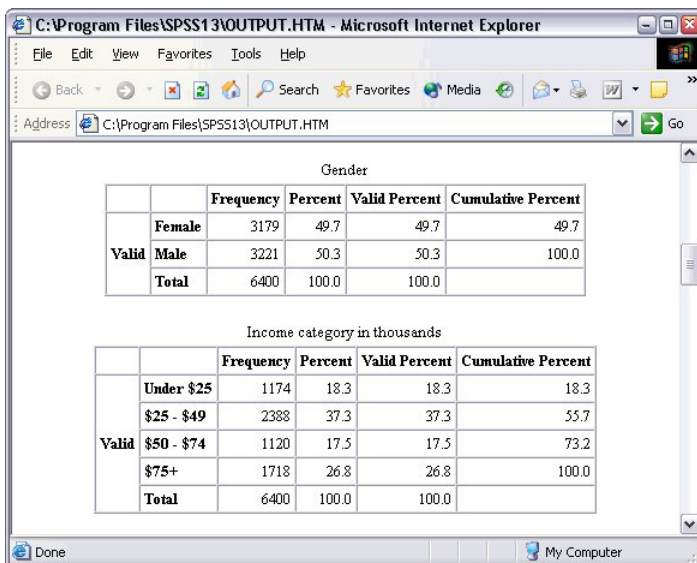 C:\Program Files\SPSS13\OUTPUT.HTM - Microsoft Internet Explorer
File Edit View Favorites Tools Help
Back Search Favorites Media »
Address C:\Program Files\SPSS13\OUTPUT.HTM Go
Gender
Frequency Percent Valid Percent Cumulative Percent
Female 3179 49.7 49.7 49.7
Valid Male 3221 50.3 50.3 100.0
Total 6400 100.0 100.0
Income category in thousands
Frequency Percent Valid Percent Cumulative Percent
Under $25 1174 18.3 18.3 18.3
$25 - $49 2388 37.3 37.3 55.7
Valid $50 - $74 1120 17.5 17.5 73.2
$75+ 1718 26.8 26.8 100.0
Total 6400 100.0 100.0
Done My Computer